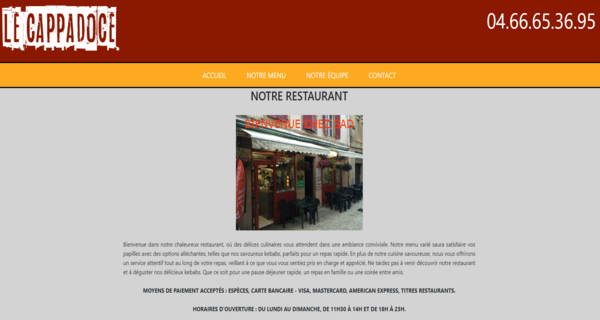 LE CAPPADOCE
04.66.65.36.95
ACCUEIL NOTRE MENU NOTRE ÉQUIPE CONTACT
NOTRE RESTAURANT
BIENVENUE CHEZ PAD
Bienvenue dans notre chaleureux restaurant, où des délices culinaires vous attendent dans une ambiance conviviale. Notre menu varié saura satisfaire vos
papilles avec des options alléchantes, telles que nos savoureux kebabs, parfaits pour un repas rapide. En plus de notre cuisine savoureuse, nous vous offrirons
un service attentif tout au long de votre repas, veillant à ce que vous vous sentiez pris en charge et apprécié. Ne tardez pas à venir découvrir notre restaurant
et à déguster nos délicieux kebabs. Que ce soit pour une pause déjeuner rapide, un repas en famille ou une soirée entre amis.
MOYENS DE PAIEMENT ACCEPTÉS : ESPÈCES, CARTE BANCAIRE - VISA, MASTERCARD, AMERICAN EXPRESS, TITRES RESTAURANTS.
HORAIRES D'OUVERTURE : DU LUNDI AU DIMANCHE, DE 11H30 À 14H ET DE 18H À 23H.